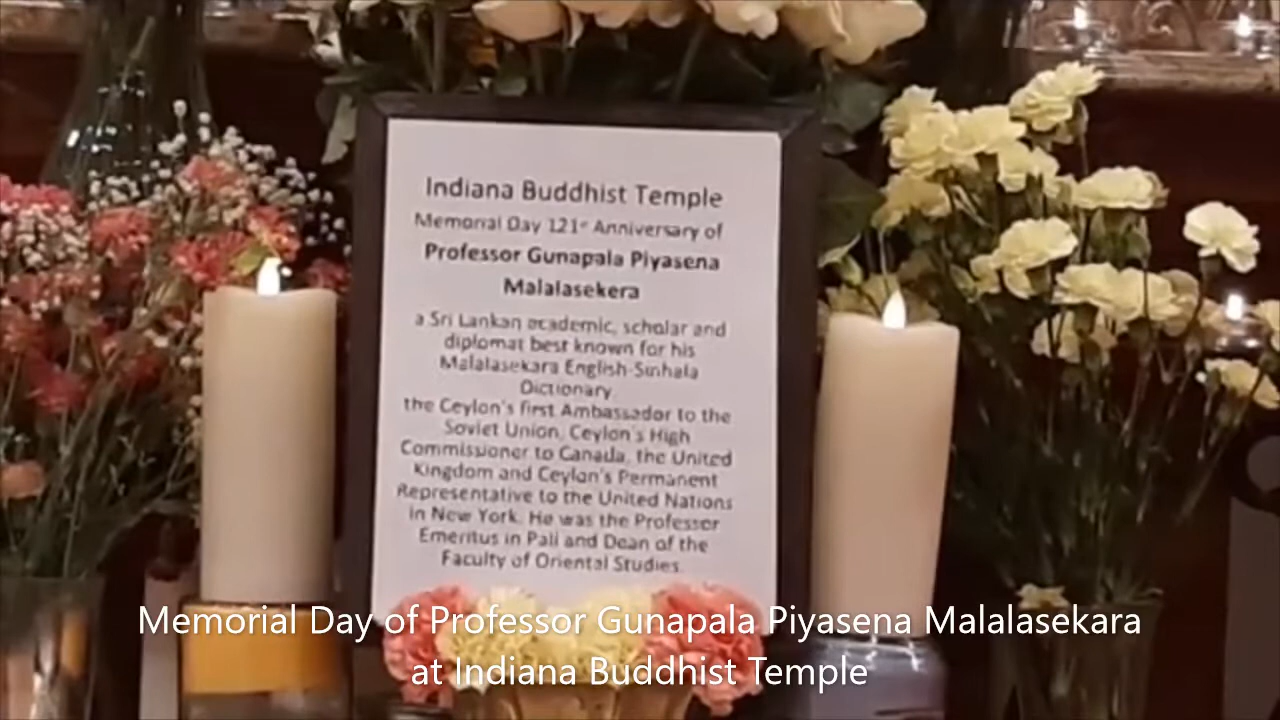 Indiana Buddhist Temple
Memorial Day 121st Anniversary of
Professor Gunapala Piyasena
Malalasekera
a Sri Lankan academic, scholar and
diplomat best known for his
Malalasekara English-Sinhala
Dictionary.
the Ceylon's first Ambassador to the
Soviet Union, Ceylon's High
Commissioner to Canada, the United
Kingdom and Ceylon's Permanent
Representative to the United Nations
in New York. He was the Professor
Emeritus in Pali and Dean of the
Faculty of Oriental Studies.
Memorial Day of Professor Gunapala Piyasena Malalasekara
at Indiana Buddhist Temple